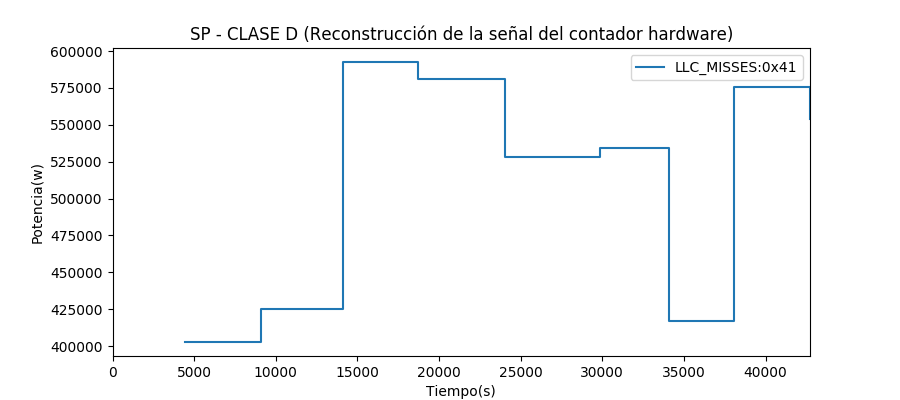 SP - CLASE D (Reconstrucción de la señal del contador hardware)
LLC_MISSES:0x41
600000
575000
550000
525000
500000
475000
450000
425000
400000
Potencia(w)
0 5000 10000 15000 20000 25000 30000 35000 40000
Tiempo(s)